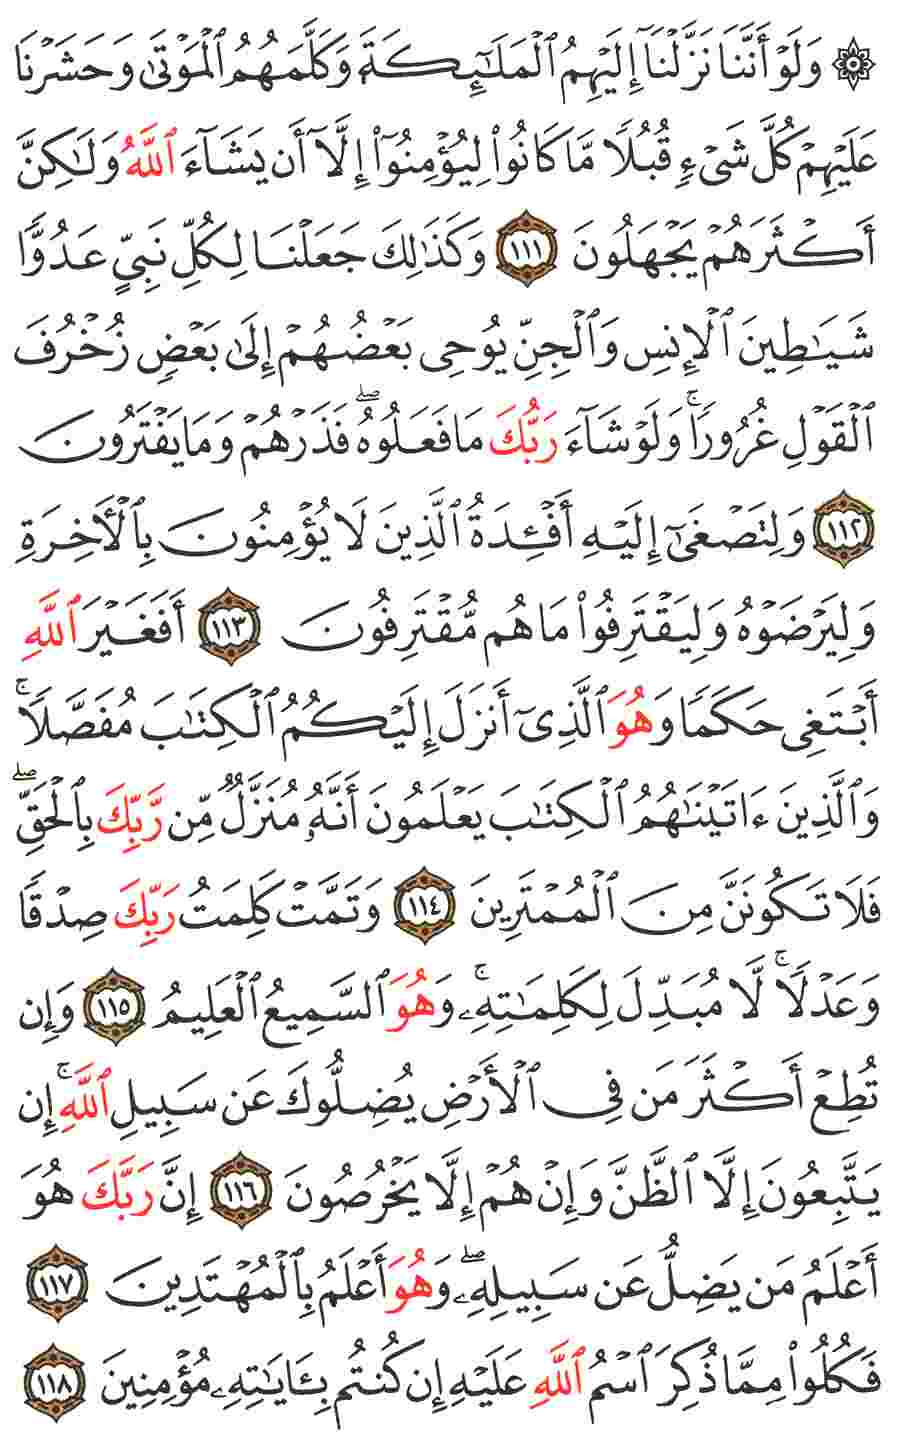 ۞ وَلَوْ أَنَّنَا نَزَّلْنَآ إِلَيْهِمُ ٱلْمَلَٰٓئِكَةَ وَكَلَّمَهُمُ ٱلْمَوْتَىٰ وَحَشَرْنَا
عَلَيْهِمْ كُلَّ شَىْءٍ قُبُلًا مَّا كَانُوا۟ لِيُؤْمِنُوٓا۟ إِلَّآ أَن يَشَآءَ ٱللَّهُ وَلَٰكِنَّ
أَكْثَرَهُمْ يَجْهَلُونَ ١١١ وَكَذَٰلِكَ جَعَلْنَا لِكُلِّ نَبِىٍّ عَدُوًّا
شَيَٰطِينَ ٱلْإِنسِ وَٱلْجِنِّ يُوحِى بَعْضُهُمْ إِلَىٰ بَعْضٍ زُخْرُفَ
ٱلْقَوْلِ غُرُورًا ۚ وَلَوْ شَآءَ رَبُّكَ مَا فَعَلُوهُ ۖ فَذَرْهُمْ وَمَا يَفْتَرُونَ
١١٢ وَلِتَصْغَىٰٓ إِلَيْهِ أَفْـِٔدَةُ ٱلَّذِينَ لَا يُؤْمِنُونَ بِٱلْـَٔاخِرَةِ
وَلِيَرْضَوْهُ وَلِيَقْتَرِفُوا۟ مَا هُم مُّقْتَرِفُونَ ١١٣ أَفَغَيْرَ ٱللَّهِ
أَبْتَغِى حَكَمًا وَهُوَ ٱلَّذِىٓ أَنزَلَ إِلَيْكُمُ ٱلْكِتَٰبَ مُفَصَّلًا ۚ
وَٱلَّذِينَ ءَاتَيْنَٰهُمُ ٱلْكِتَٰبَ يَعْلَمُونَ أَنَّهُۥ مُنَزَّلٌ مِّن رَّبِّكَ بِٱلْحَقِّ ۖ
فَلَا تَكُونَنَّ مِنَ ٱلْمُمْتَرِينَ ١١٤ وَتَمَّتْ كَلِمَتُ رَبِّكَ صِدْقًا
وَعَدْلًا ۚ لَّا مُبَدِّلَ لِكَلِمَٰتِهِۦ ۚ وَهُوَ ٱلسَّمِيعُ ٱلْعَلِيمُ ١١٥ وَإِن
تُطِعْ أَكْثَرَ مَن فِى ٱلْأَرْضِ يُضِلُّوكَ عَن سَبِيلِ ٱللَّهِ ۚ إِن
يَتَّبِعُونَ إِلَّا ٱلظَّنَّ وَإِنْ هُمْ إِلَّا يَخْرُصُونَ ١١٦ إِنَّ رَبَّكَ هُوَ
أَعْلَمُ مَن يَضِلُّ عَن سَبِيلِهِۦ ۖ وَهُوَ أَعْلَمُ بِٱلْمُهْتَدِينَ ١١٧
فَكُلُوا۟ مِمَّا ذُكِرَ ٱسْمُ ٱللَّهِ عَلَيْهِ إِن كُنتُم بِـَٔايَٰتِهِۦ مُؤْمِنِينَ ١١٨